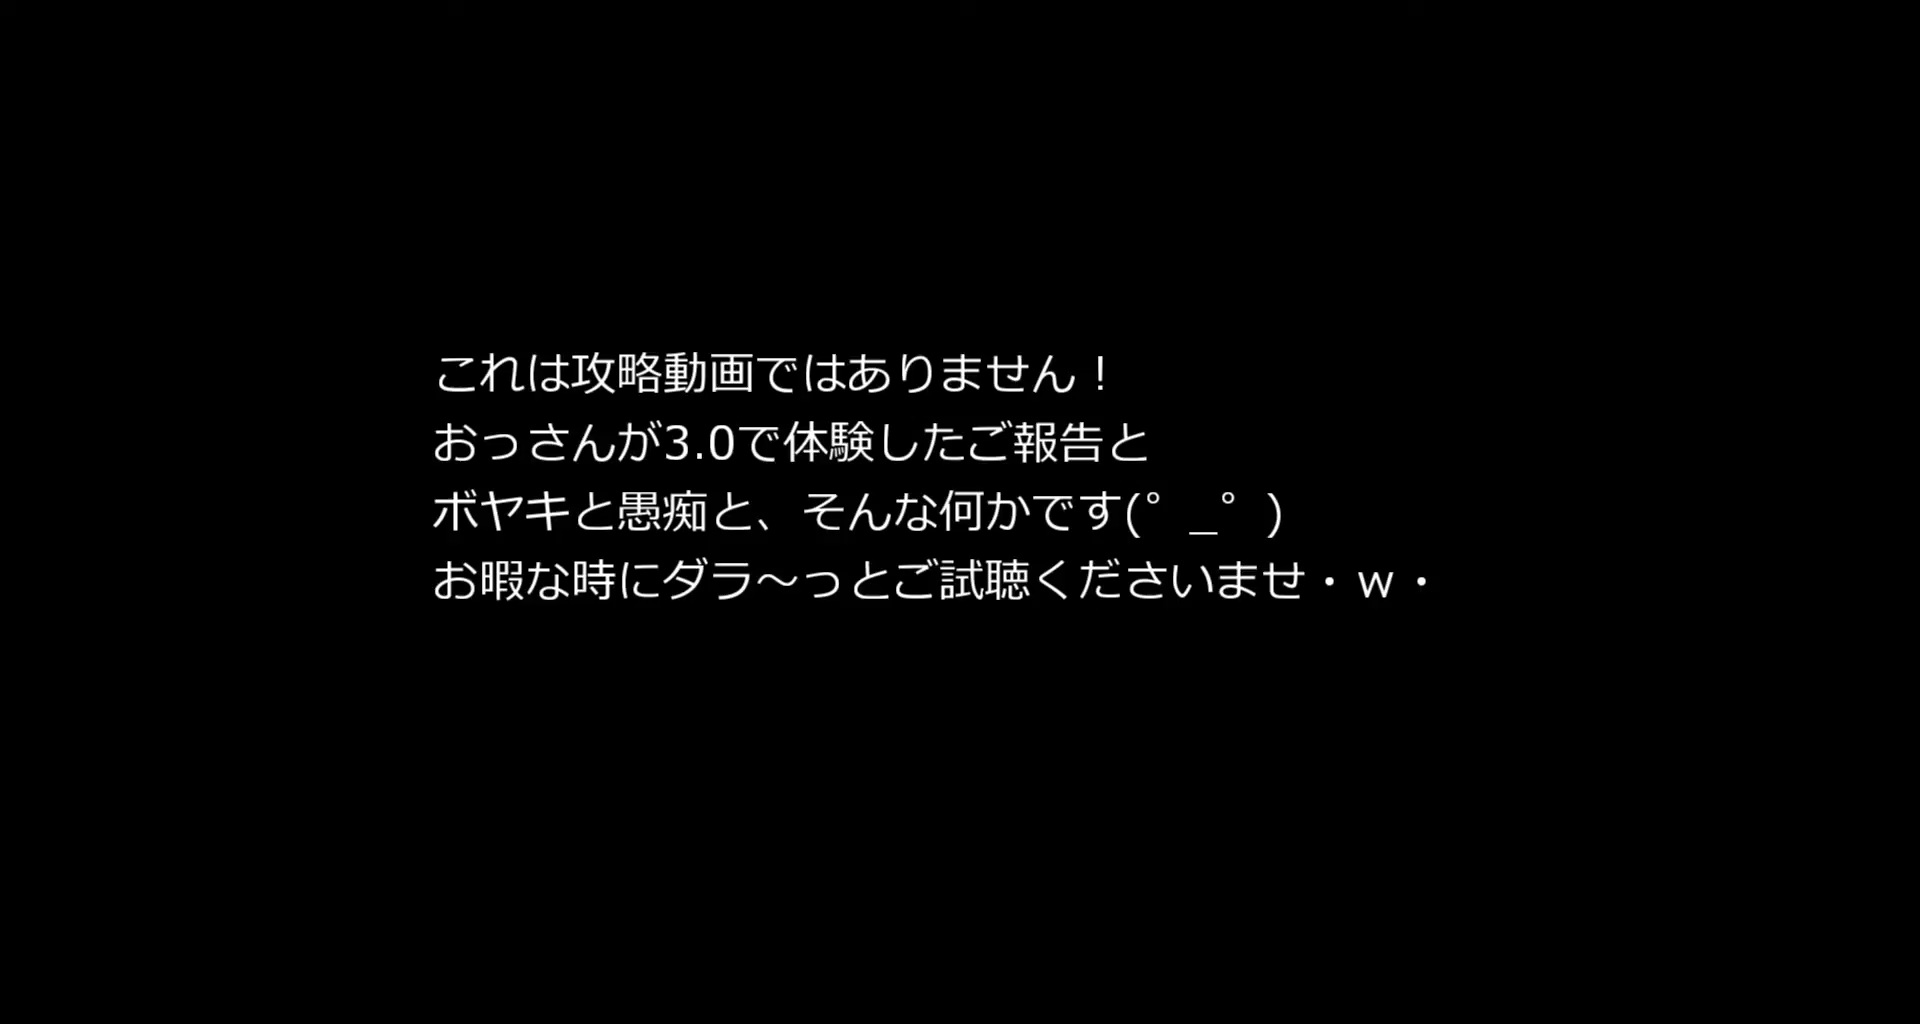 これは攻略動画ではありません！
おっさんが3.0で体験したご報告と
ボヤキと愚痴と、そんな何かです(ﾟ_ﾟ)
お暇な時にダラ～っとご試聴くださいませ・ｗ・